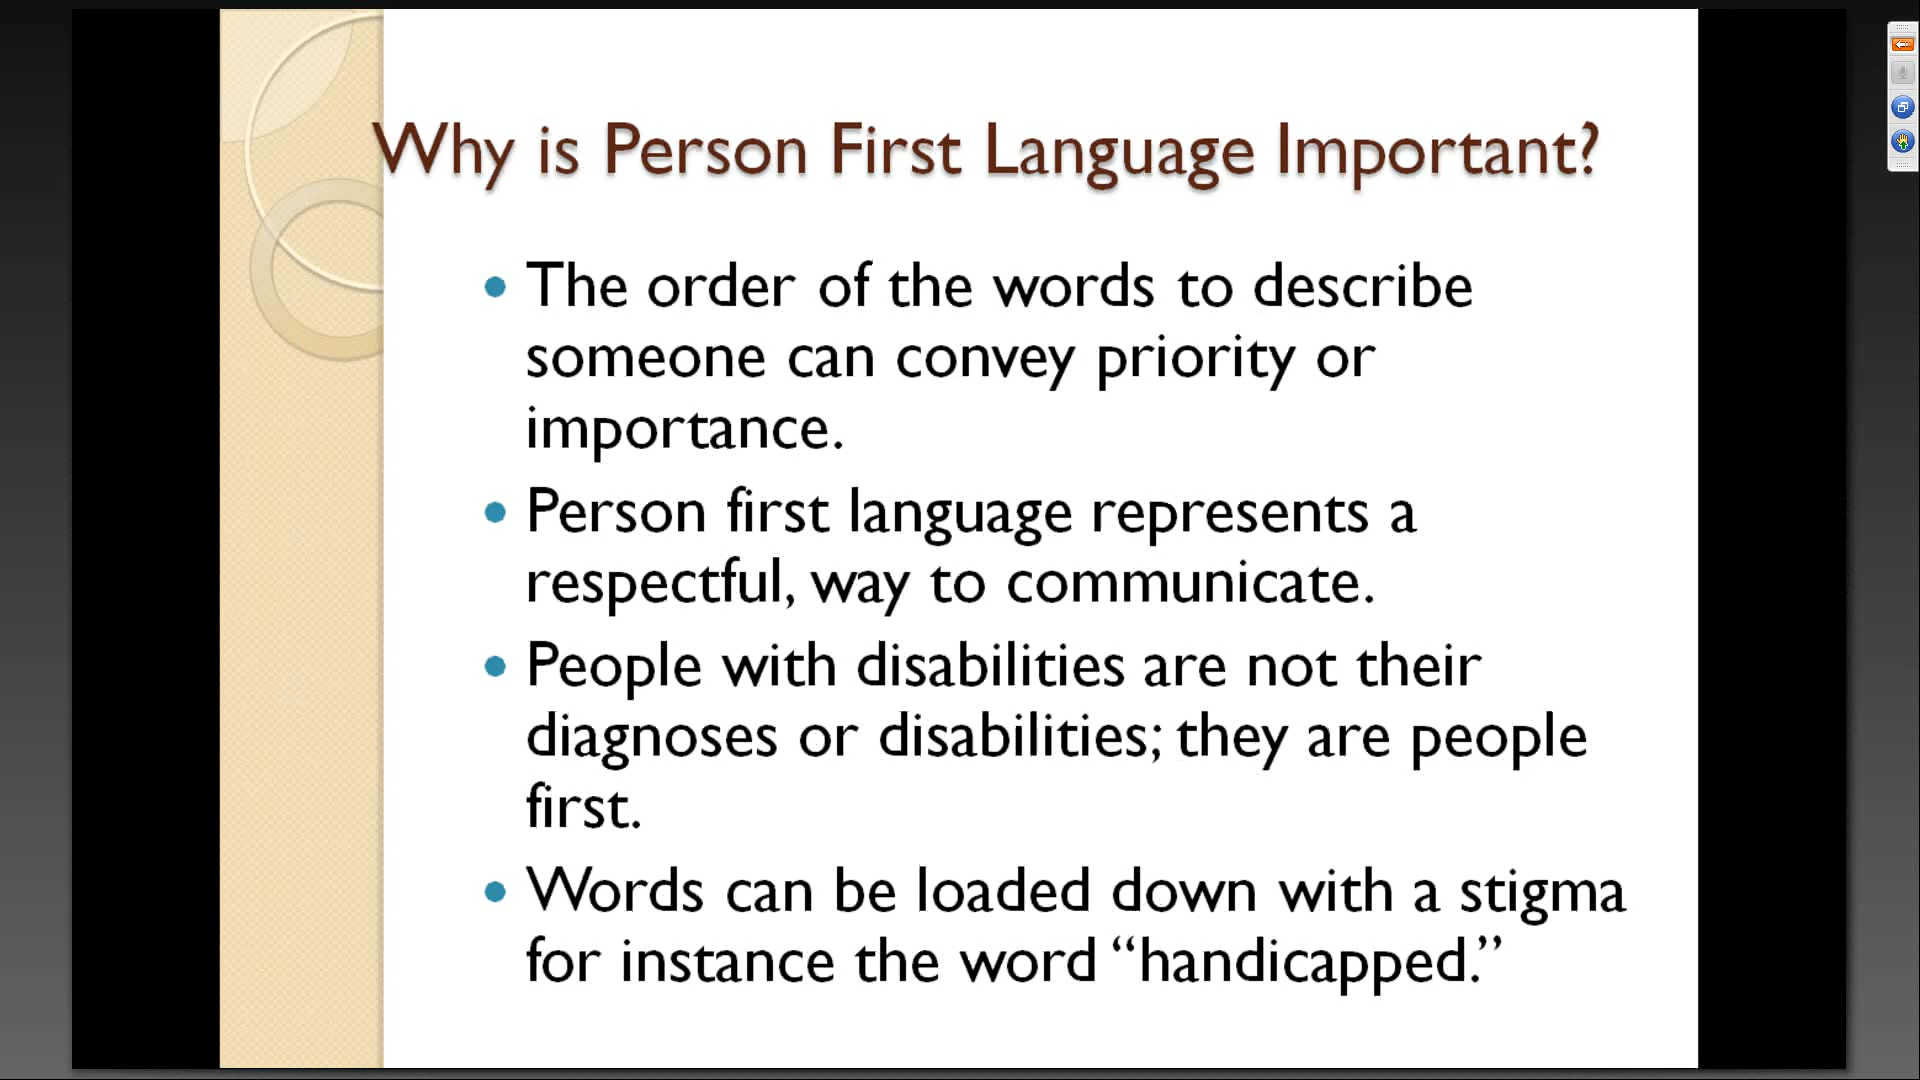 Why is Person First Language Important?
• The order of the words to describe
someone can convey priority or
importance.
• Person first language represents a
respectful, way to communicate.
• People with disabilities are not their
diagnoses or disabilities; they are people
first.
• Words can be loaded down with a stigma
for instance the word “handicapped.”